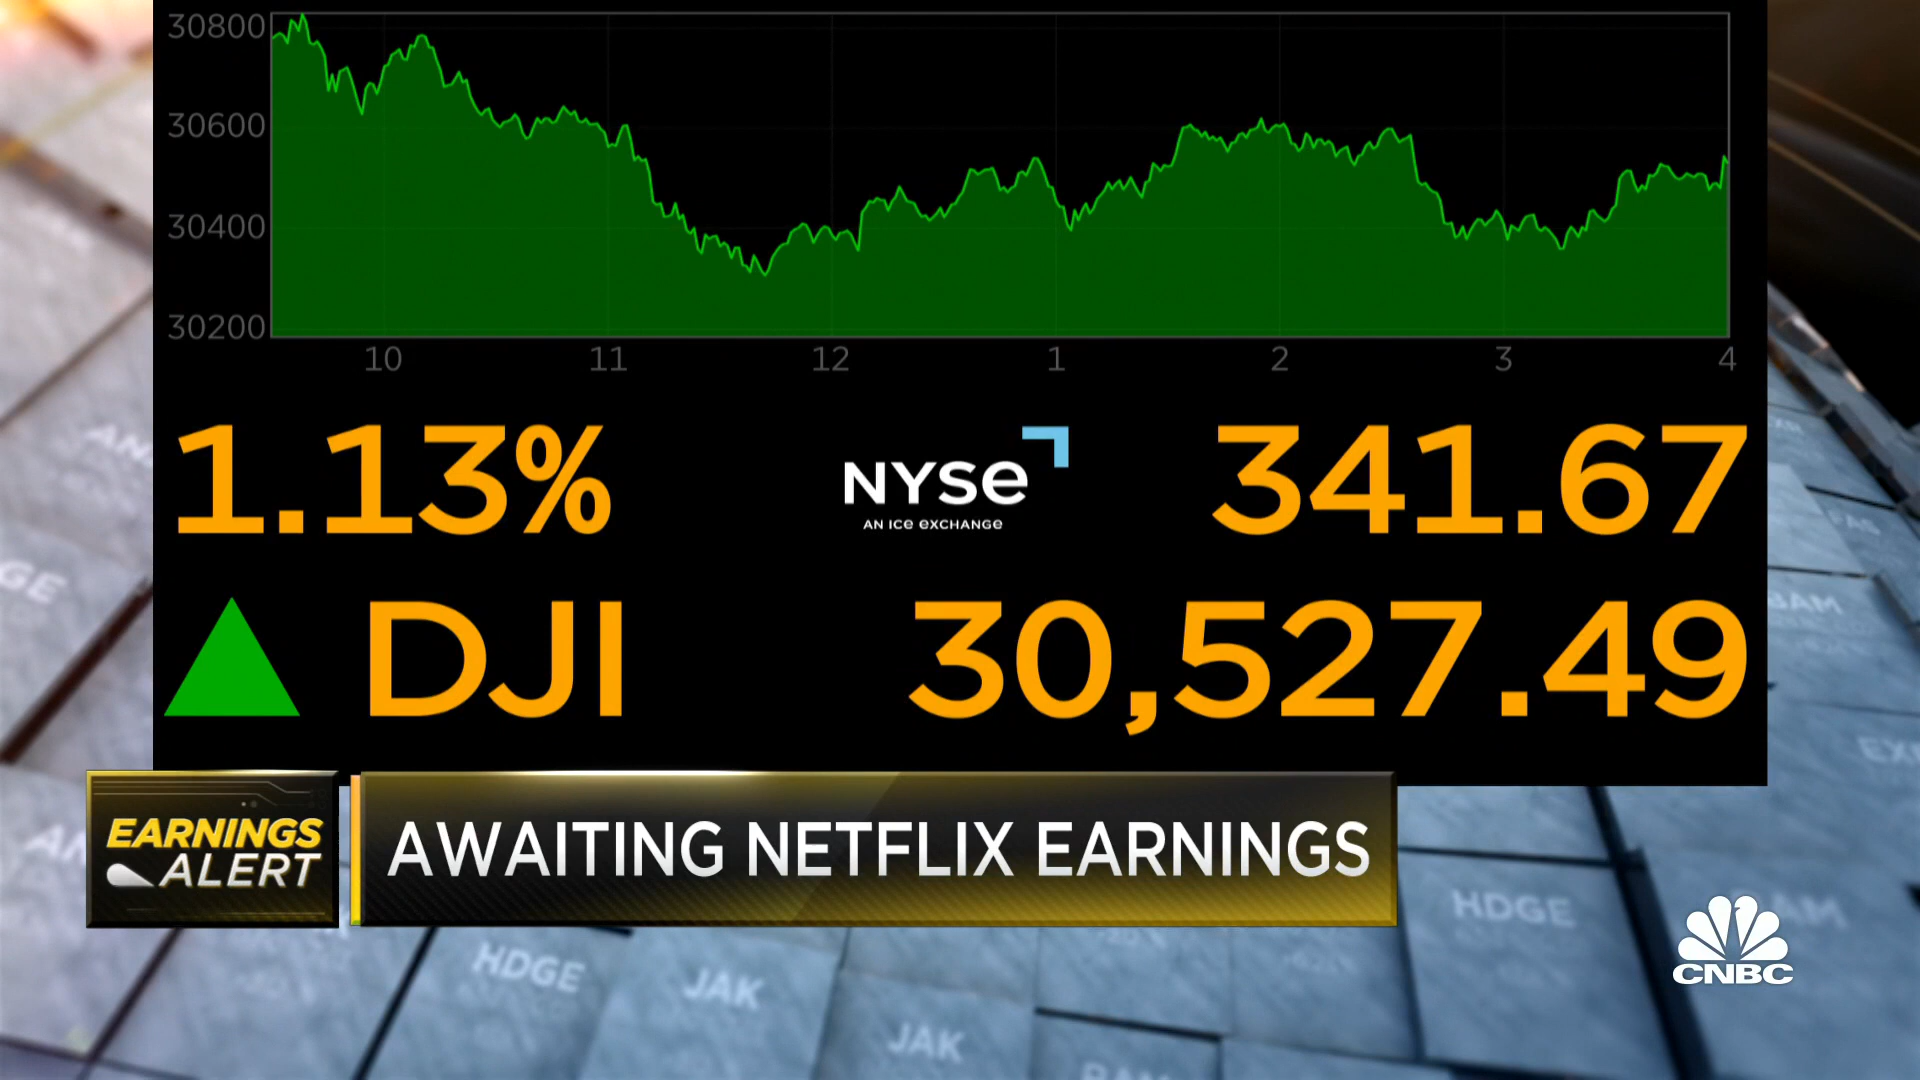 30800
30600
30400
30200
10 11 12 1 2 3 4
1.13%
NYSE
AN ICE EXCHANGE
341.67
DJI
30,527.49
EARNINGS
ALERT
AWAITING NETFLIX EARNINGS
HDGE
HDGE
JAK
JAK
CNBC